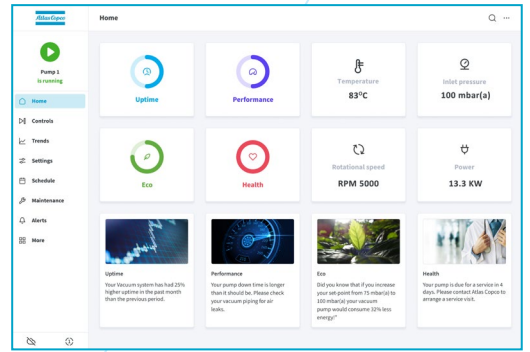 Atlas Copco
Home
Pump 1
is running
Home
Controls
Trends
Settings
Schedule
Maintenance
Alerts
More
Uptime
Performance
Temperature
83°C
Inlet pressure
100 mbar(a)
Eco
Health
Rotational speed
RPM 5000
Power
13.3 KW
Uptime
Your Vacuum system has had 25%
higher uptime in the past month
than the previous period.
Performance
Your pump down time is longer
than it should be. Please check
your vacuum piping for air
leaks.
Eco
Did you know that if you increase
your set-point from 75 mbar(a) to
100 mbar(a) your vacuum
pump would consume 32% less
energy!"
Health
Your pump is due for a service in 4
days. Please contact Atlas Copco to
arrange a service visit.